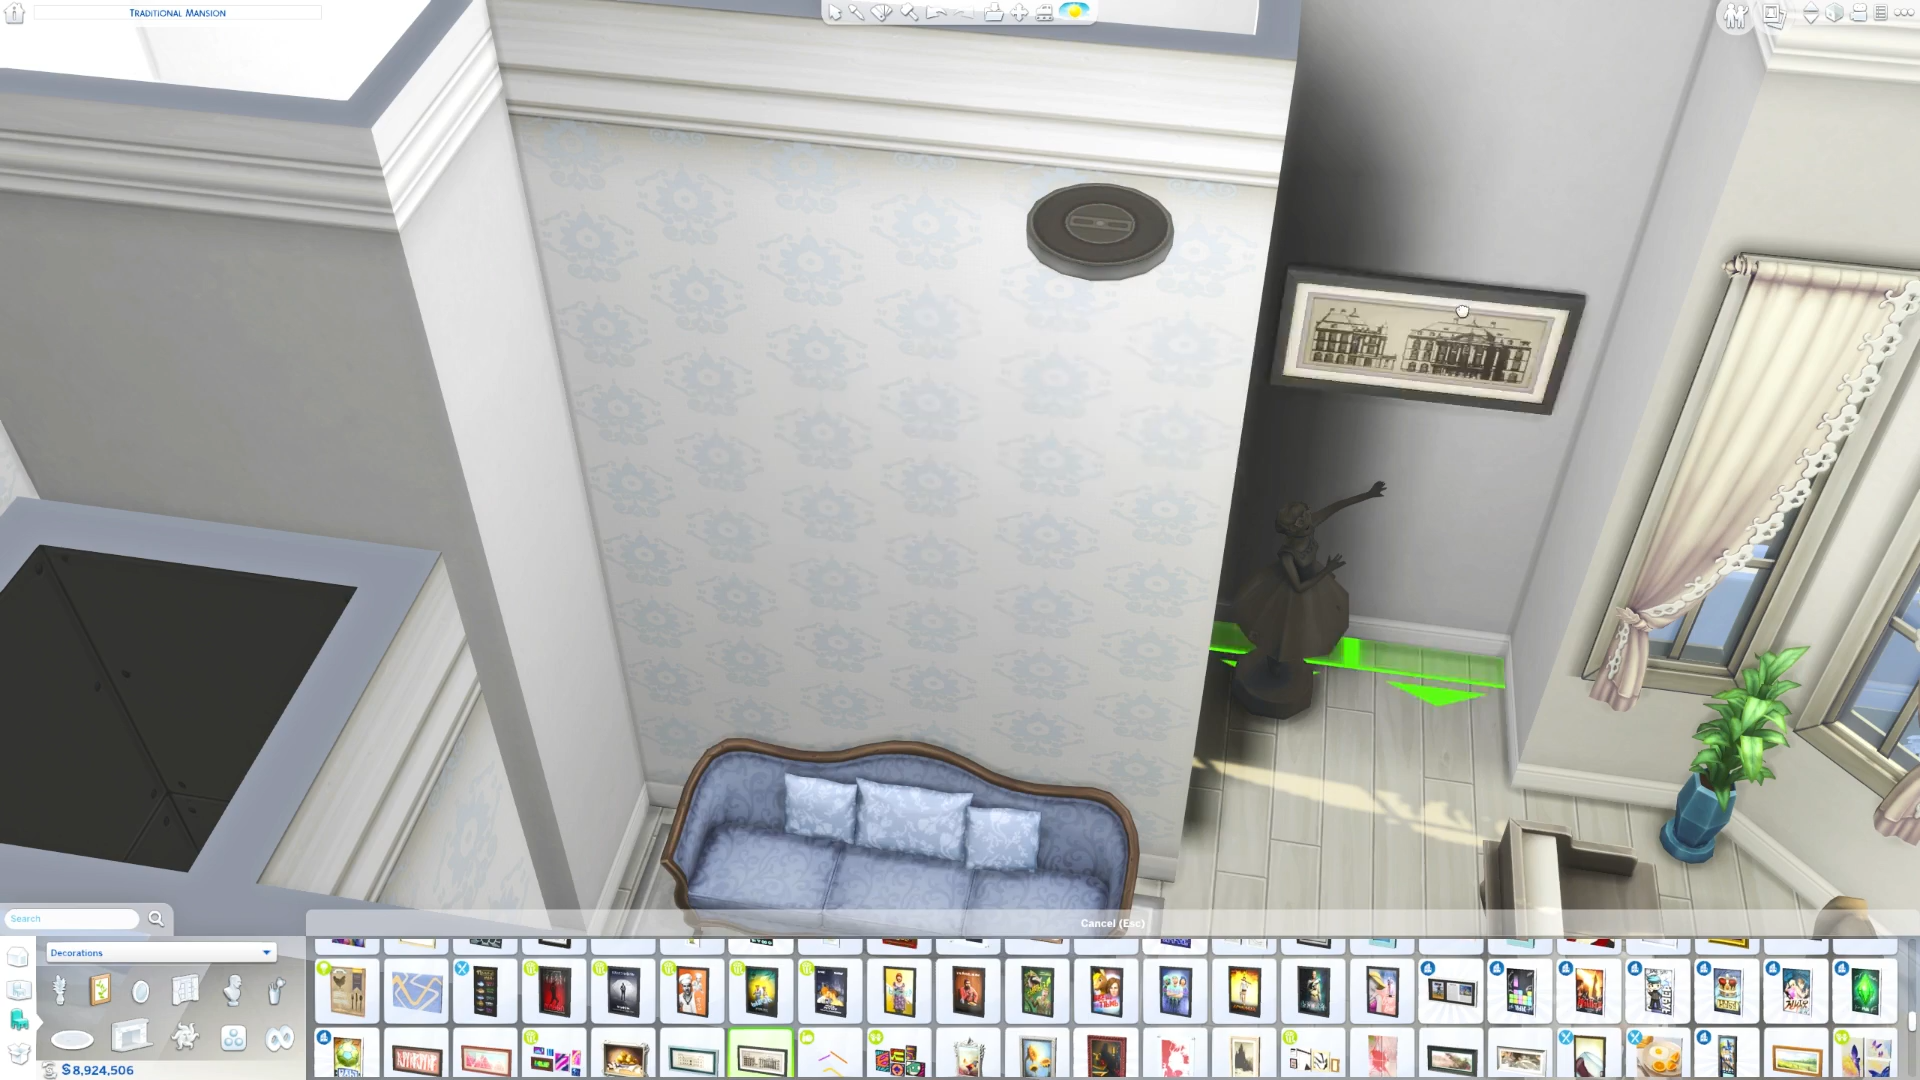 TRADITIONAL MANSION
Cancel (Esc)
Search
Decorations
§8,924,506